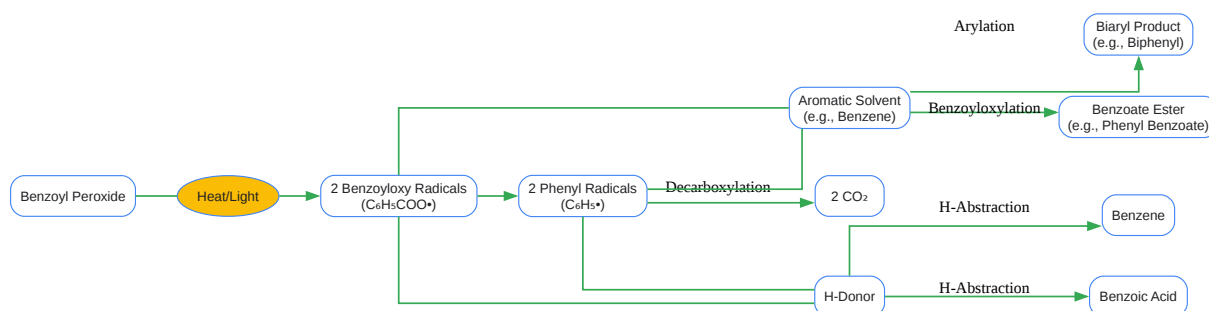 Arylation
Biaryl Product
(e.g., Biphenyl)
Aromatic Solvent
(e.g., Benzene)
Benzoyloxylation
Benzoate Ester
(e.g., Phenyl Benzoate)
Benzoyl Peroxide
Heat/Light
2 Benzoyloxy Radicals
(C₆H₅COO•)
2 Phenyl Radicals
(C₆H₅•)
Decarboxylation
2 CO₂
H-Abstraction
Benzene
H-Donor
H-Abstraction
Benzoic Acid